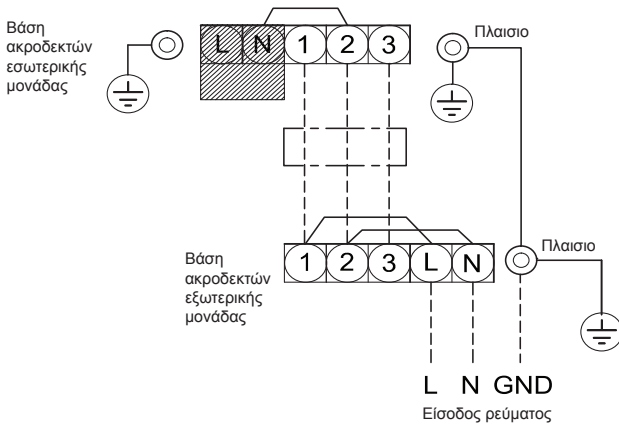 Βάση
ακροδεκτών
εσωτερικής
μονάδας
L N 1 2 3
Πλαισιο
Βάση
ακροδεκτών
εξωτερικής
μονάδας
1 2 3 L N
Πλαισιο
L N GND
Είσοδος ρεύματος